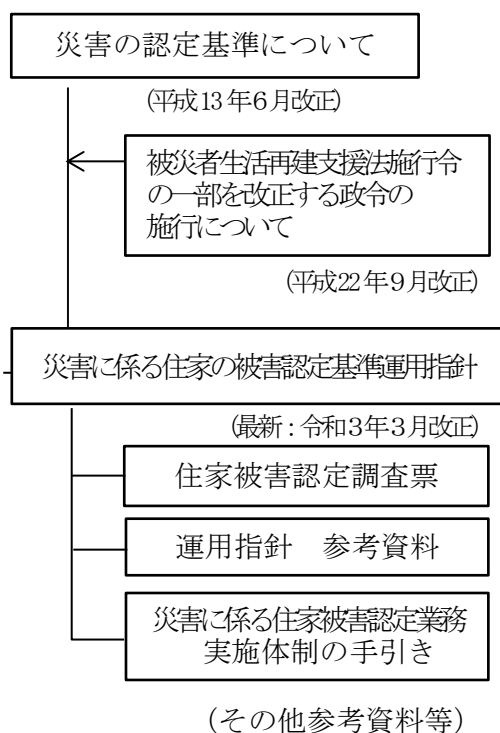 災害の認定基準について
(平成13年6月改正)
被災者生活再建支援法施行令
の一部を改正する政令の
施行について
(平成22年9月改正)
災害に係る住家の被害認定基準運用指針
(最新：令和3年3月改正)
住家被害認定調査票
運用指針　参考資料
災害に係る住家被害認定業務
実施体制の手引き
(その他参考資料等)